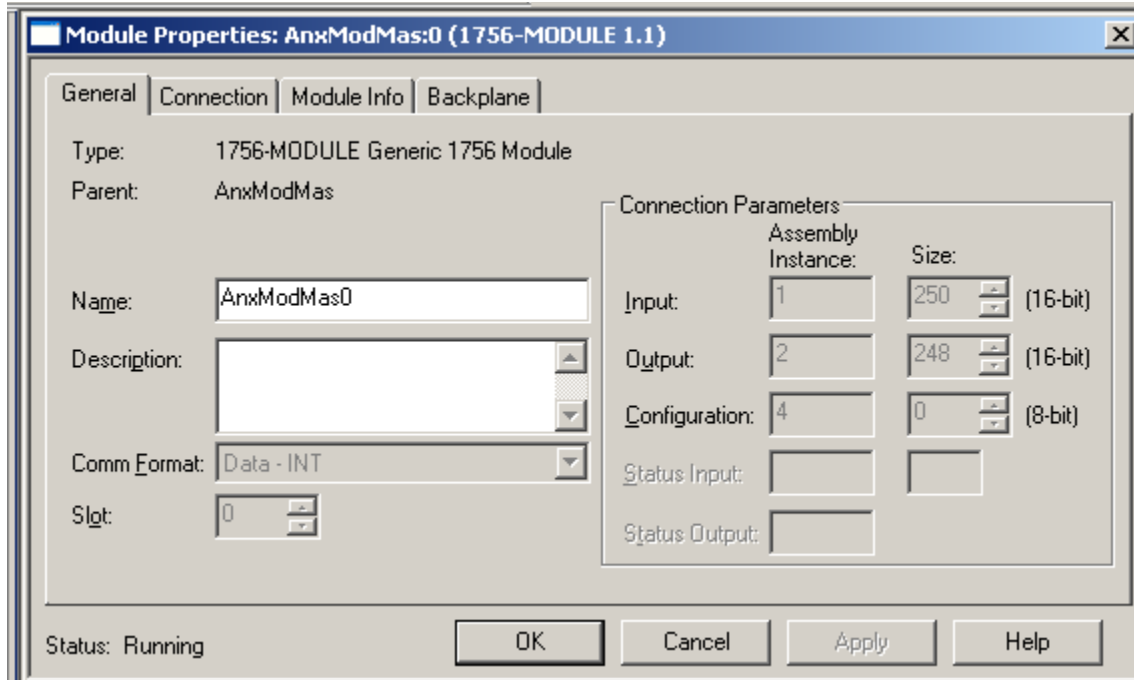 Module Properties: AnxModMas:0 (1756-MODULE 1.1)
General Connection Module Info Backplane
Type: 1756-MODULE Generic 1756 Module
Parent: AnxModMas
Name: AnxModMas0
Description:
Comm Format: Data - INT
Slot: 0
Connection Parameters
Assembly
Instance: Size:
Input: 1 250 (16-bit)
Output: 2 248 (16-bit)
Configuration: 4 0 (8-bit)
Status Input:
Status Output:
Status: Running
OK Cancel Apply Help